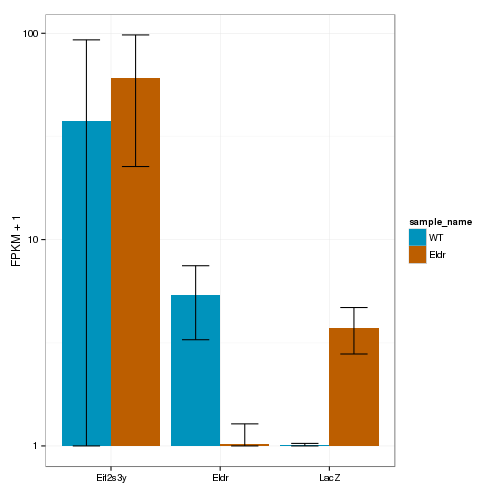 100
10
1
FPKM + 1
Eif2s3y
Eldr
LacZ
sample_name
WT
Eldr